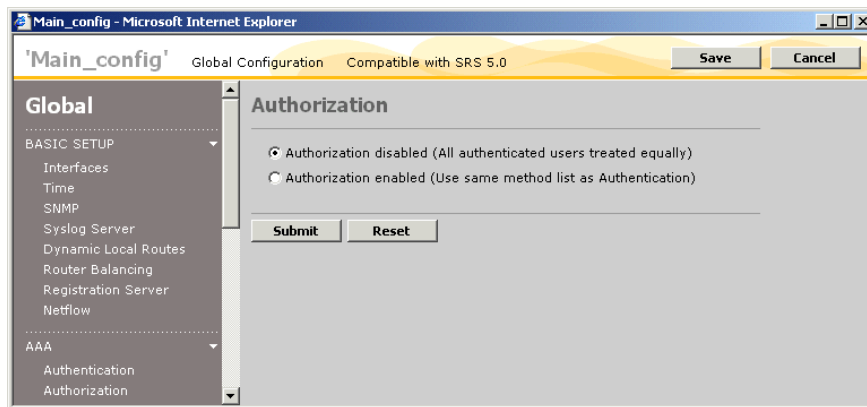 Main_config - Microsoft Internet Explorer
'Main_config' Global Configuration Compatible with SRS 5.0 Save Cancel
Global
BASIC SETUP
Interfaces
Time
SNMP
Syslog Server
Dynamic Local Routes
Router Balancing
Registration Server
Netflow
AAA
Authentication
Authorization
Authorization
Authorization disabled (All authenticated users treated equally)
Authorization enabled (Use same method list as Authentication)
Submit Reset